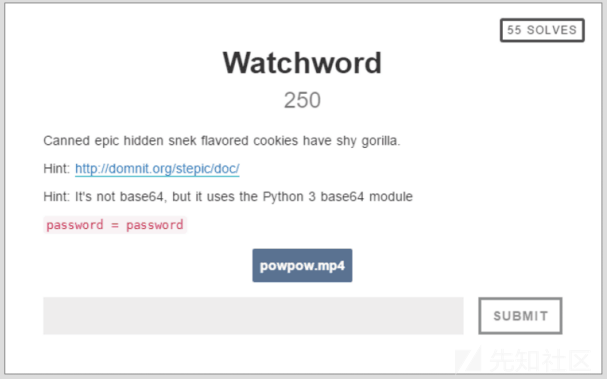 55 SOLVES
Watchword
250
Canned epic hidden snek flavored cookies have shy gorilla.
Hint: http://domnit.org/stepic/doc/
Hint: It's not base64, but it uses the Python 3 base64 module
password = password
powpow.mp4
SUBMIT
先知社区